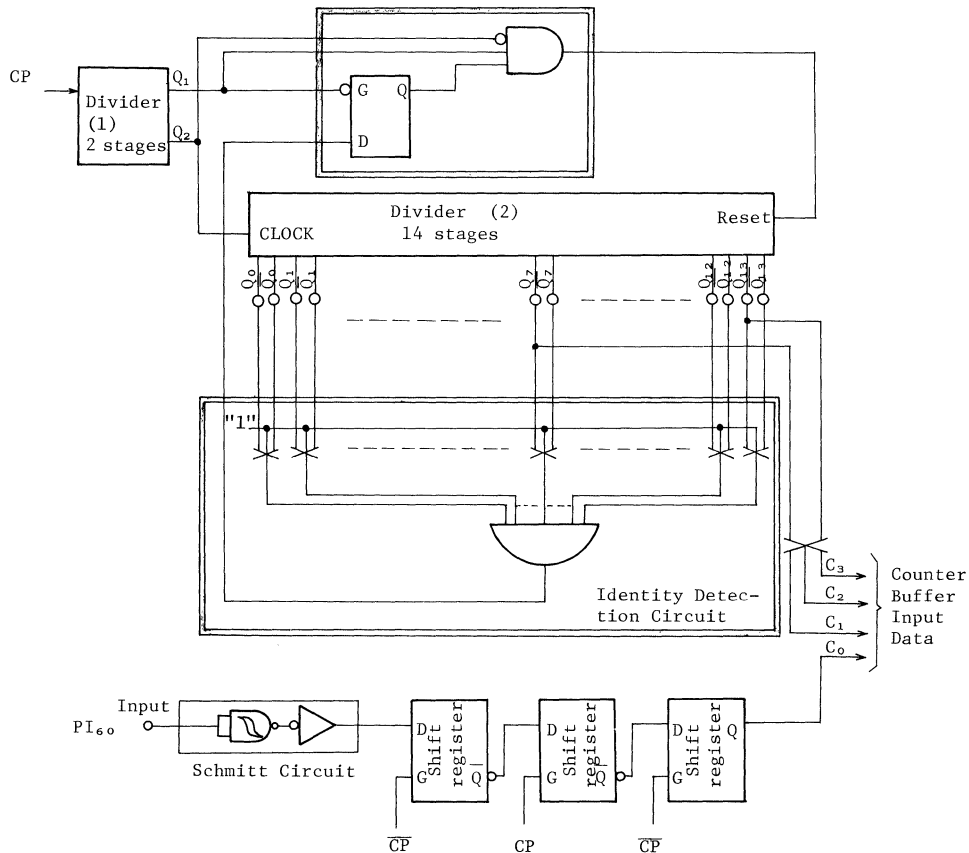 CP
Divider
(1)
2 stages
Q₁
Q₂
G Q
D
Divider (2)
14 stages
CLOCK
Reset
Q₀
Q̅₀
Q₁
Q̅₁
Q₇
Q̅₇
Q₁₂
Q̅₁₂
Q₁₃
Q̅₁₃
"1"
Identity Detec-
tion Circuit
C₃
C₂
C₁
C₀
Counter
Buffer
Input
Data
Input
PI₆₀
Schmitt Circuit
D
G
Q̅
Shift
register
D
G
Q̅
Shift
register
D
Q
G
Shift
register
C̅P̅
CP
C̅P̅